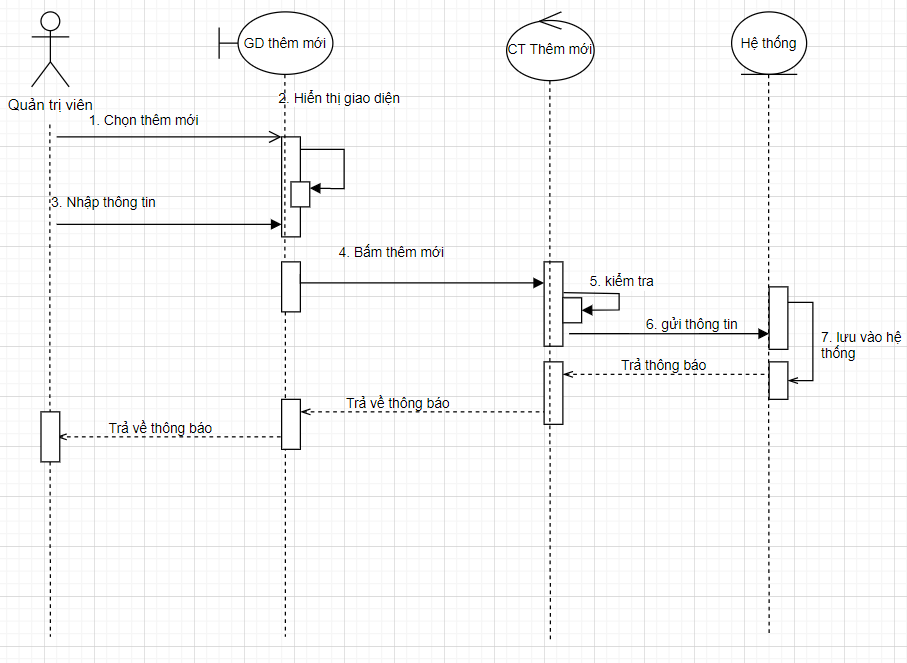 GD thêm mới
CT Thêm mới
Hệ thống
Quản trị viên
2. Hiển thị giao diện
1. Chọn thêm mới
3. Nhập thông tin
4. Bấm thêm mới
5. kiểm tra
6. gửi thông tin
7. lưu vào hệ
thống
Trả thông báo
Trả về thông báo
Trả về thông báo